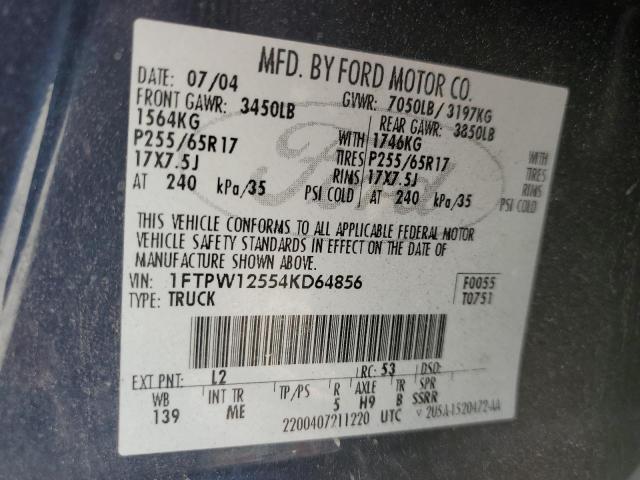 MFD. BY FORD MOTOR CO.
DATE: 07/04 GVWR: 7050LB/ 3197KG
FRONT GAWR: 3450LB REAR GAWR: 3850LB
1564KG WITH 1746KG WITH
P255/65R17 TIRES P255/65R17 TIRES
17X7.5J RIMS 17X7.5J RIMS
AT 240 kPa/35 PSI COLD AT 240 kPa/35 PSI COLD
Ford
THIS VEHICLE CONFORMS TO ALL APPLICABLE FEDERAL MOTOR
VEHICLE SAFETY STANDARDS IN EFFECT ON THE DATE OF
MANUFACTURE SHOWN ABOVE.
VIN: 1FTPW12554KD64856 F0055
TYPE: TRUCK T0751
EXT PNT: L2 RC: 53 DSO:
WB INT TR TP/PS R AXLE TR SPR
139 ME 5 H9 B SSRR
2200407211220 UTC V 2U5A-1520472-AA